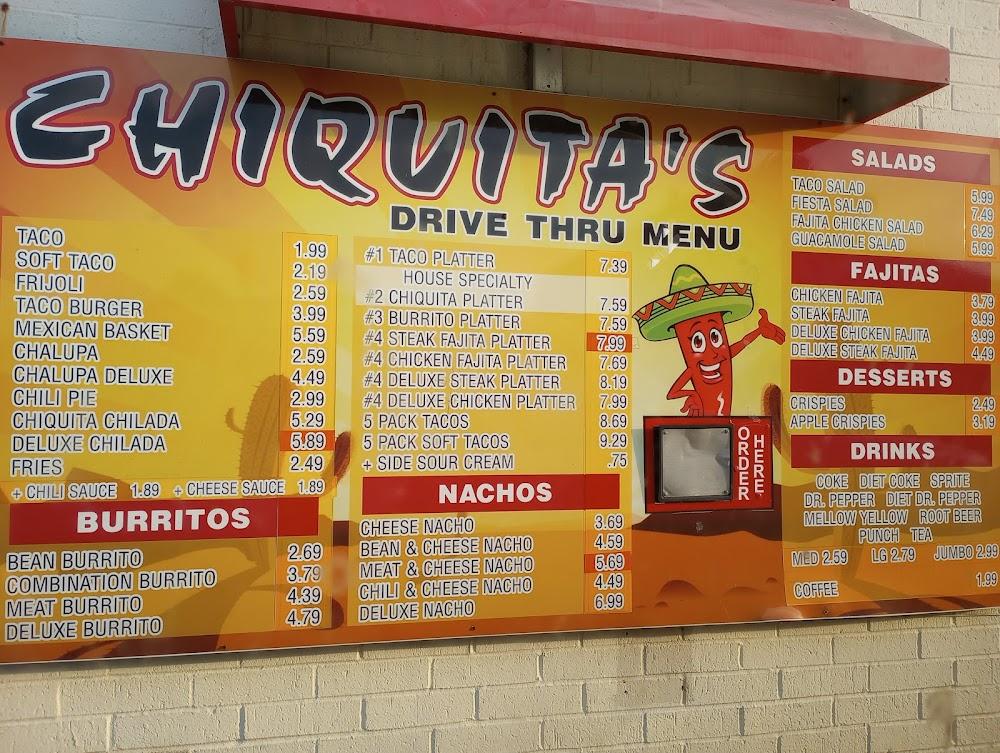 CHIQUITA'S
DRIVE THRU MENU
TACO 1.99
SOFT TACO 2.19
FRIJOLI 2.59
TACO BURGER 3.99
MEXICAN BASKET 5.59
CHALUPA 2.59
CHALUPA DELUXE 4.49
CHILI PIE 2.99
CHIQUITA CHILADA 5.29
DELUXE CHILADA 5.89
FRIES 2.49
+ CHILI SAUCE 1.89 + CHEESE SAUCE 1.89
BURRITOS
BEAN BURRITO 2.69
COMBINATION BURRITO 3.79
MEAT BURRITO 4.39
DELUXE BURRITO 4.79
#1 TACO PLATTER 7.39
HOUSE SPECIALTY
#2 CHIQUITA PLATTER 7.59
#3 BURRITO PLATTER 7.59
#4 STEAK FAJITA PLATTER 7.99
#4 CHICKEN FAJITA PLATTER 7.69
#4 DELUXE STEAK PLATTER 8.19
#4 DELUXE CHICKEN PLATTER 7.99
5 PACK TACOS 8.69
5 PACK SOFT TACOS 9.29
+ SIDE SOUR CREAM .75
NACHOS
CHEESE NACHO 3.69
BEAN & CHEESE NACHO 4.59
MEAT & CHEESE NACHO 5.69
CHILI & CHEESE NACHO 4.49
DELUXE NACHO 6.99
ORDER
HERE
SALADS
TACO SALAD 5.99
FIESTA SALAD 7.49
FAJITA CHICKEN SALAD 6.29
GUACAMOLE SALAD 5.99
FAJITAS
CHICKEN FAJITA 3.79
STEAK FAJITA 3.99
DELUXE CHICKEN FAJITA 3.99
DELUXE STEAK FAJITA 4.49
DESSERTS
CRISPIES 2.49
APPLE CRISPIES 3.19
DRINKS
COKE DIET COKE SPRITE
DR. PEPPER DIET DR. PEPPER
MELLOW YELLOW ROOT BEER
PUNCH TEA
MED 2.59 LG 2.79 JUMBO 2.99
COFFEE 1.99